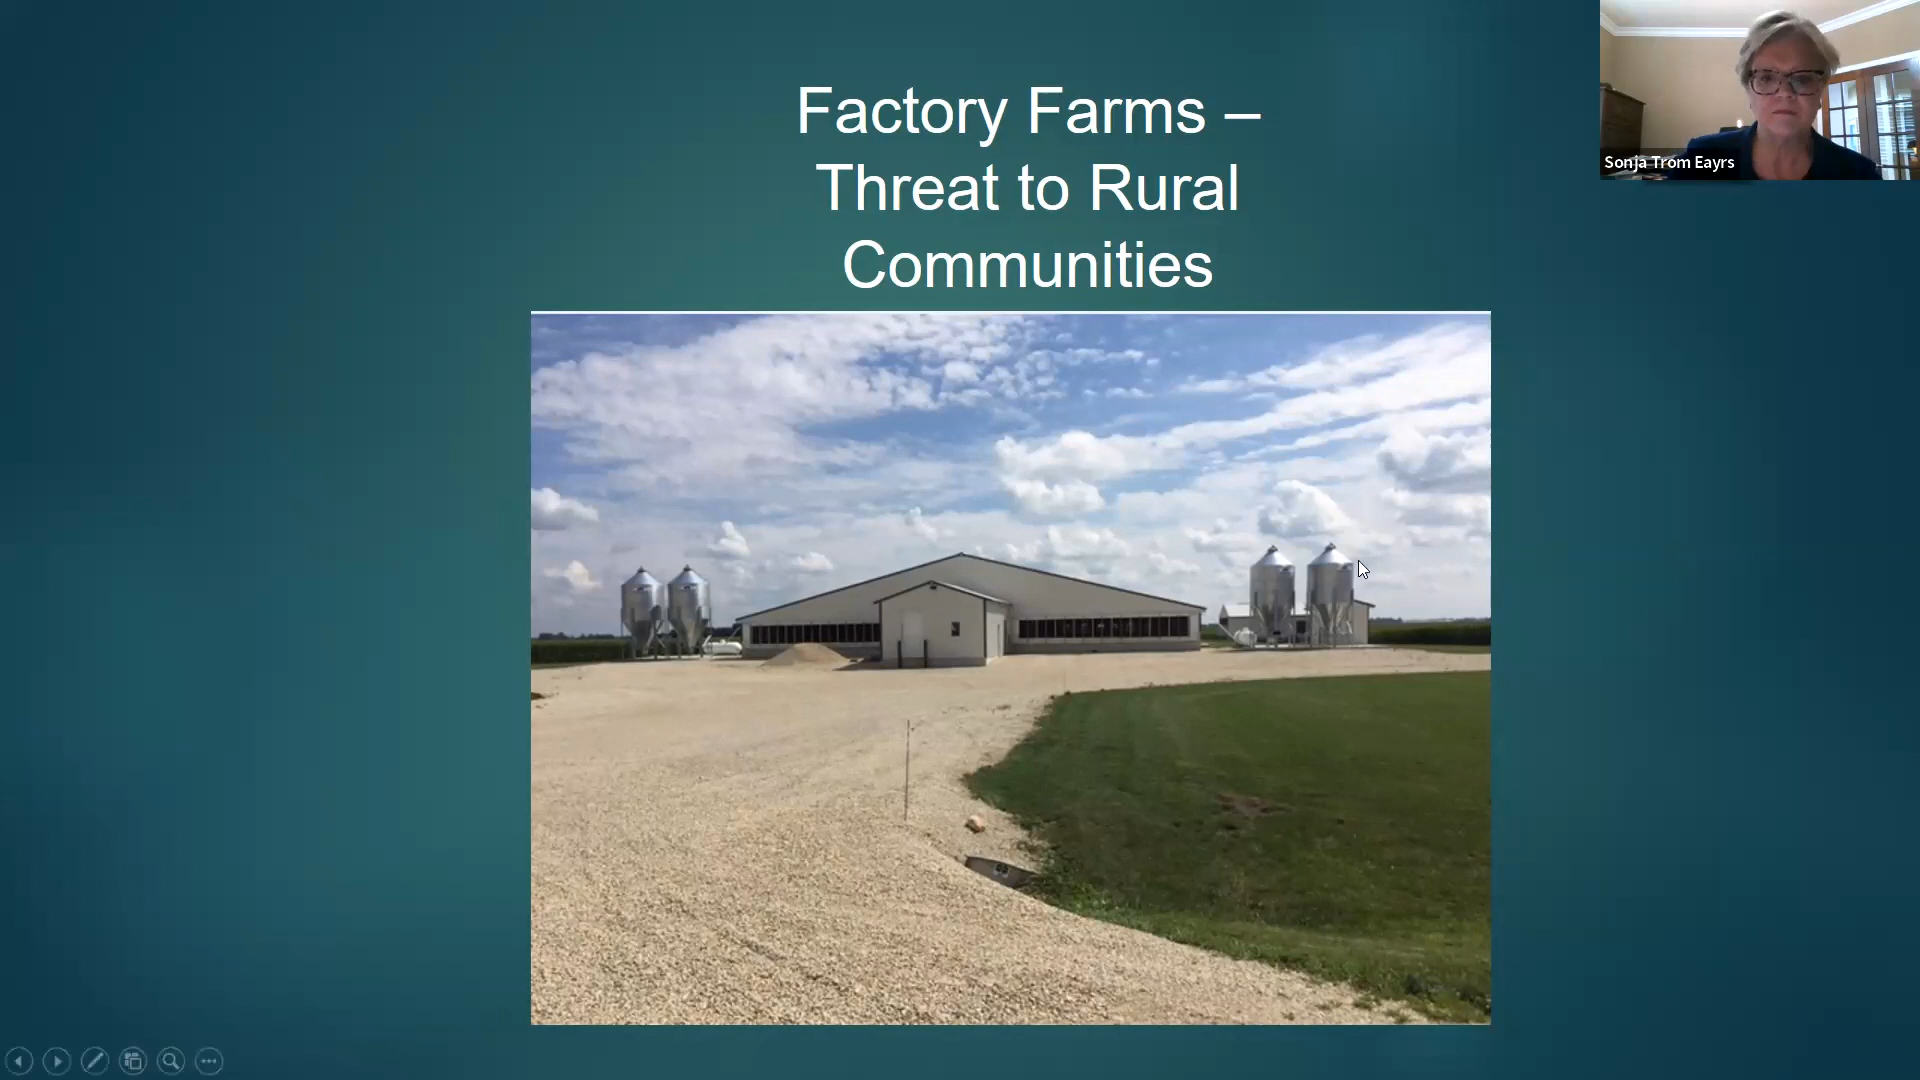 Factory Farms –
Threat to Rural
Communities
Sonja Trom Eayrs